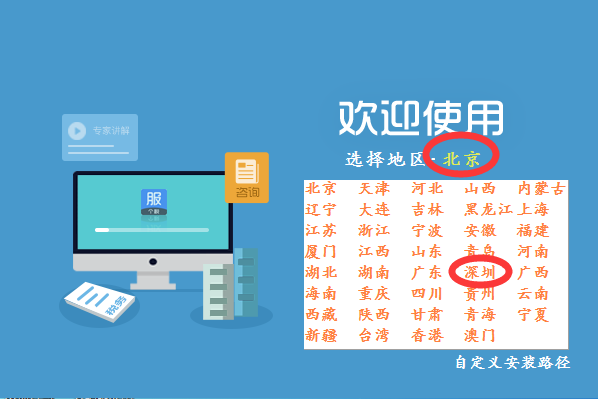 欢迎使用
专家讲解
选择地区: 北京
服
个税
咨询
北京 天津 河北 山西 内蒙古
辽宁 大连 吉林 黑龙江 上海
江苏 浙江 宁波 安徽 福建
厦门 江西 山东 青岛 河南
湖北 湖南 广东 深圳 广西
海南 重庆 四川 贵州 云南
西藏 陕西 甘肃 青海 宁夏
新疆 台湾 香港 澳门
税务
自定义安装路径